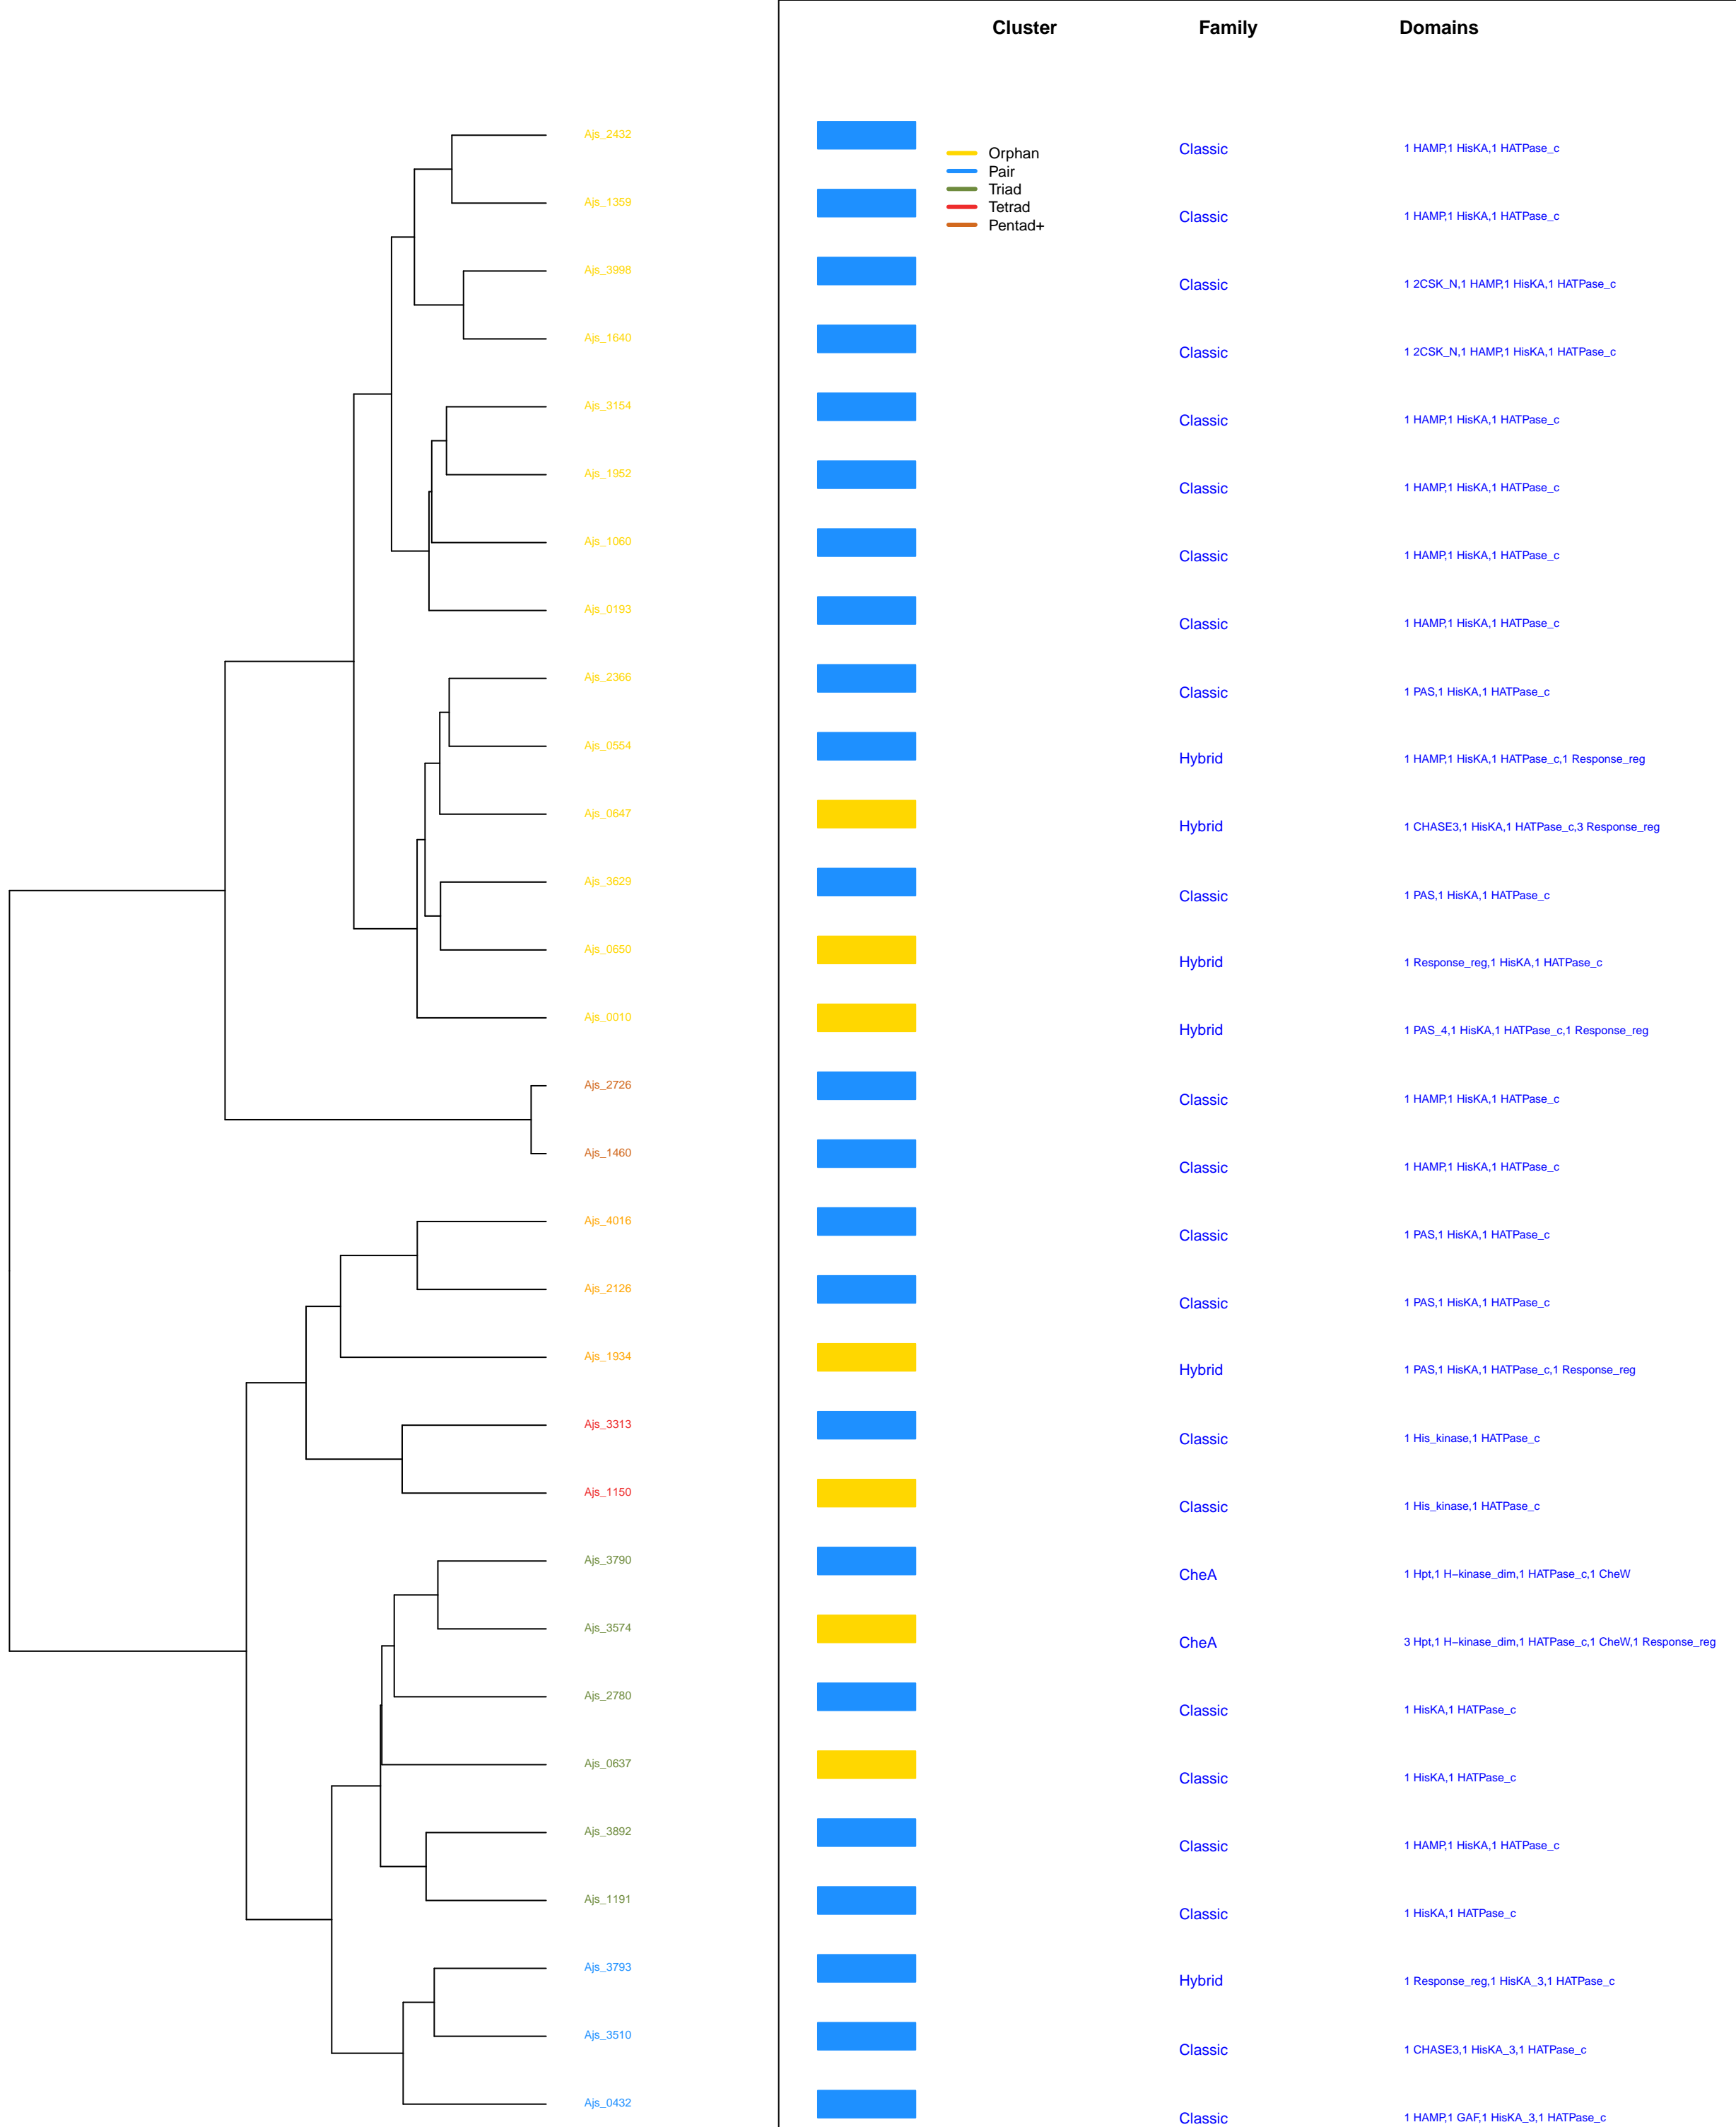 Cluster Family Domains
Ajs_2432 Classic 1 HAMP,1 HisKA,1 HATPase_c
Orphan
Pair
Triad
Tetrad
Pentad+
Ajs_1359 Classic 1 HAMP,1 HisKA,1 HATPase_c
Ajs_3998 Classic 1 2CSK_N,1 HAMP,1 HisKA,1 HATPase_c
Ajs_1640 Classic 1 2CSK_N,1 HAMP,1 HisKA,1 HATPase_c
Ajs_3154 Classic 1 HAMP,1 HisKA,1 HATPase_c
Ajs_1952 Classic 1 HAMP,1 HisKA,1 HATPase_c
Ajs_1060 Classic 1 HAMP,1 HisKA,1 HATPase_c
Ajs_0193 Classic 1 HAMP,1 HisKA,1 HATPase_c
Ajs_2366 Classic 1 PAS,1 HisKA,1 HATPase_c
Ajs_0554 Hybrid 1 HAMP,1 HisKA,1 HATPase_c,1 Response_reg
Ajs_0647 Hybrid 1 CHASE3,1 HisKA,1 HATPase_c,3 Response_reg
Ajs_3629 Classic 1 PAS,1 HisKA,1 HATPase_c
Ajs_0650 Hybrid 1 Response_reg,1 HisKA,1 HATPase_c
Ajs_0010 Hybrid 1 PAS_4,1 HisKA,1 HATPase_c,1 Response_reg
Ajs_2726 Classic 1 HAMP,1 HisKA,1 HATPase_c
Ajs_1460 Classic 1 HAMP,1 HisKA,1 HATPase_c
Ajs_4016 Classic 1 PAS,1 HisKA,1 HATPase_c
Ajs_2126 Classic 1 PAS,1 HisKA,1 HATPase_c
Ajs_1934 Hybrid 1 PAS,1 HisKA,1 HATPase_c,1 Response_reg
Ajs_3313 Classic 1 His_kinase,1 HATPase_c
Ajs_1150 Classic 1 His_kinase,1 HATPase_c
Ajs_3790 CheA 1 Hpt,1 H−kinase_dim,1 HATPase_c,1 CheW
Ajs_3574 CheA 3 Hpt,1 H−kinase_dim,1 HATPase_c,1 CheW,1 Response_reg
Ajs_2780 Classic 1 HisKA,1 HATPase_c
Ajs_0637 Classic 1 HisKA,1 HATPase_c
Ajs_3892 Classic 1 HAMP,1 HisKA,1 HATPase_c
Ajs_1191 Classic 1 HisKA,1 HATPase_c
Ajs_3793 Hybrid 1 Response_reg,1 HisKA_3,1 HATPase_c
Ajs_3510 Classic 1 CHASE3,1 HisKA_3,1 HATPase_c
Ajs_0432 Classic 1 HAMP,1 GAF,1 HisKA_3,1 HATPase_c